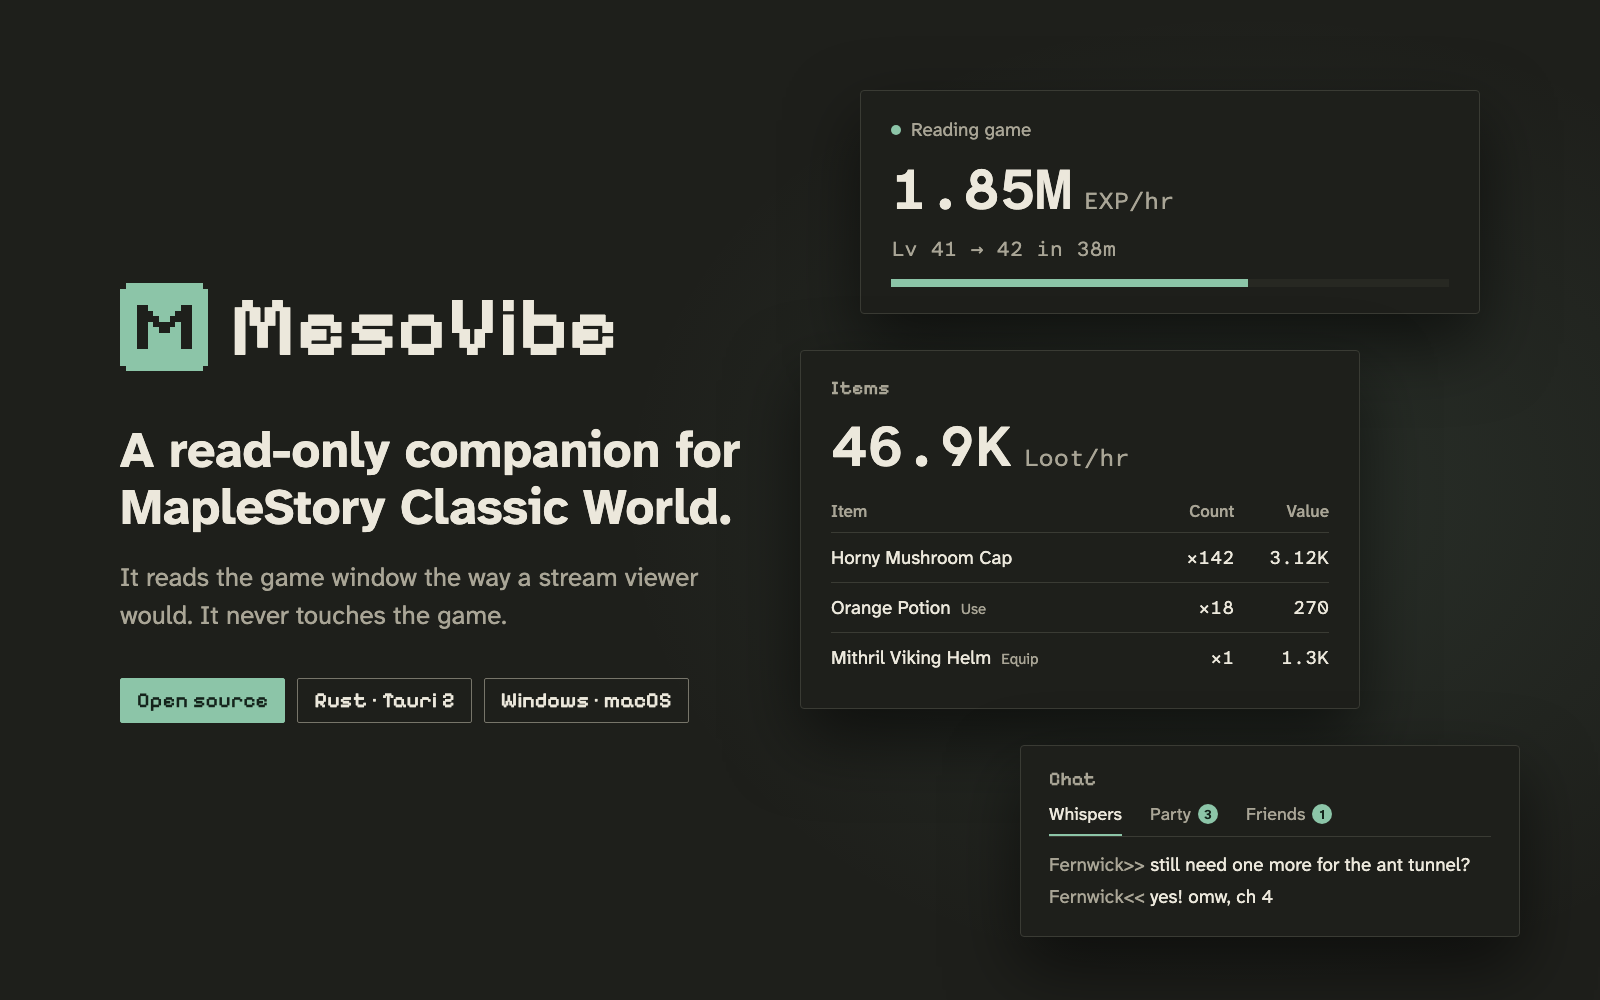 M MesoVibe
A read-only companion for
MapleStory Classic World.
It reads the game window the way a stream viewer
would. It never touches the game.
Open source
Rust · Tauri 2
Windows · macOS
Reading game
1.85M EXP/hr
Lv 41 → 42 in 38m
Items
46.9K Loot/hr
Item Count Value
Horny Mushroom Cap ×142 3.12K
Orange Potion Use ×18 270
Mithril Viking Helm Equip ×1 1.3K
Chat
Whispers Party 3 Friends 1
Fernwick>> still need one more for the ant tunnel?
Fernwick<< yes! omw, ch 4